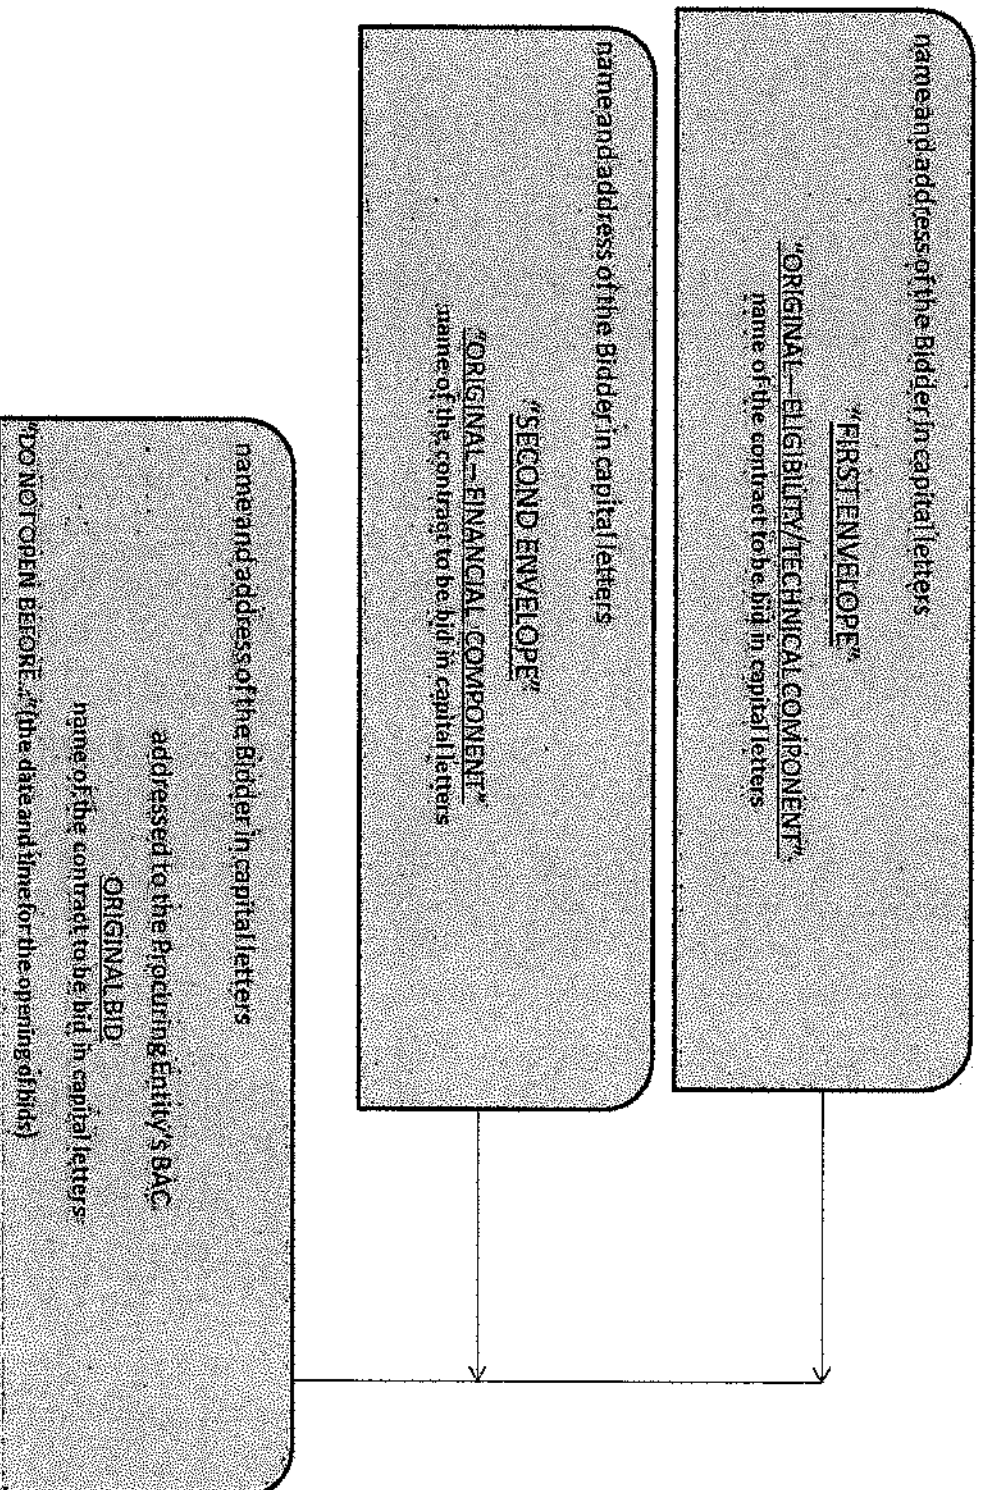 name and address of the Bidder in capital letters
"FIRST ENVELOPE"
"ORIGINAL – ELIGIBILITY/TECHNICAL COMPONENT"
name of the contract to be bid in capital letters
name and address of the Bidder in capital letters
"SECOND ENVELOPE"
"ORIGINAL – FINANCIAL COMPONENT"
name of the contract to be bid in capital letters
name and address of the Bidder in capital letters
addressed to the Procuring Entity's BAC
ORIGINAL BID
name of the contract to be bid in capital letters
"DO NOT OPEN BEFORE..." (the date and time for the opening of bids)